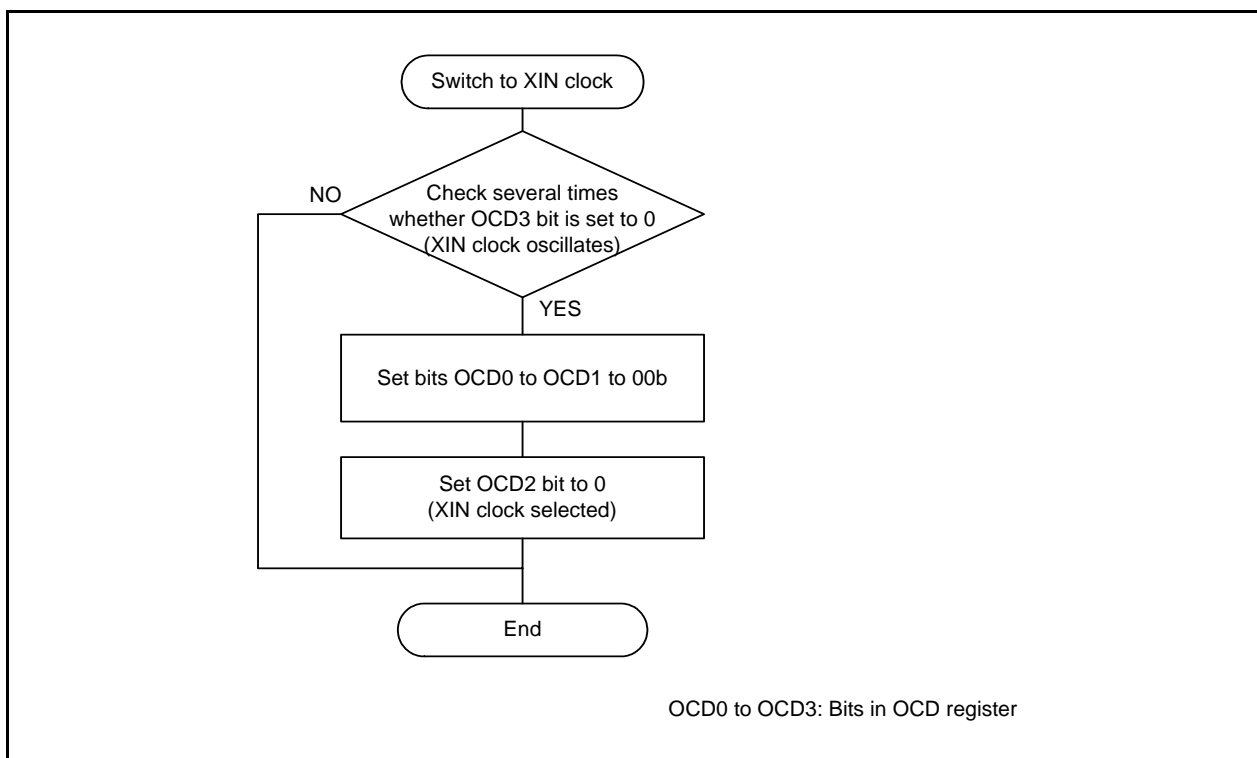 Switch to XIN clock
NO
Check several times
whether OCD3 bit is set to 0
(XIN clock oscillates)
YES
Set bits OCD0 to OCD1 to 00b
Set OCD2 bit to 0
(XIN clock selected)
End
OCD0 to OCD3: Bits in OCD register